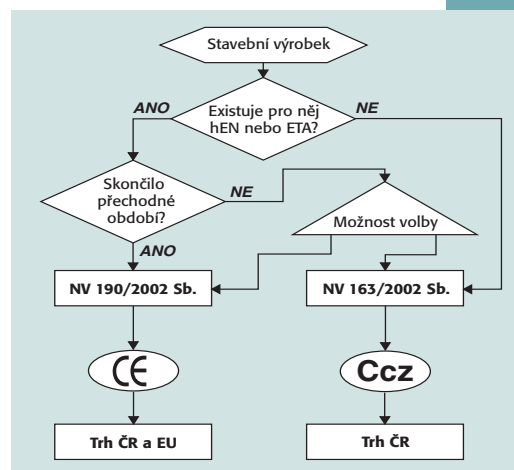 Stavební výrobek
ANO
Existuje pro něj
hEN nebo ETA?
NE
Skončilo
přechodné
období?
NE
Možnost volby
ANO
NV 190/2002 Sb.
NV 163/2002 Sb.
CE
Ccz
Trh ČR a EU
Trh ČR